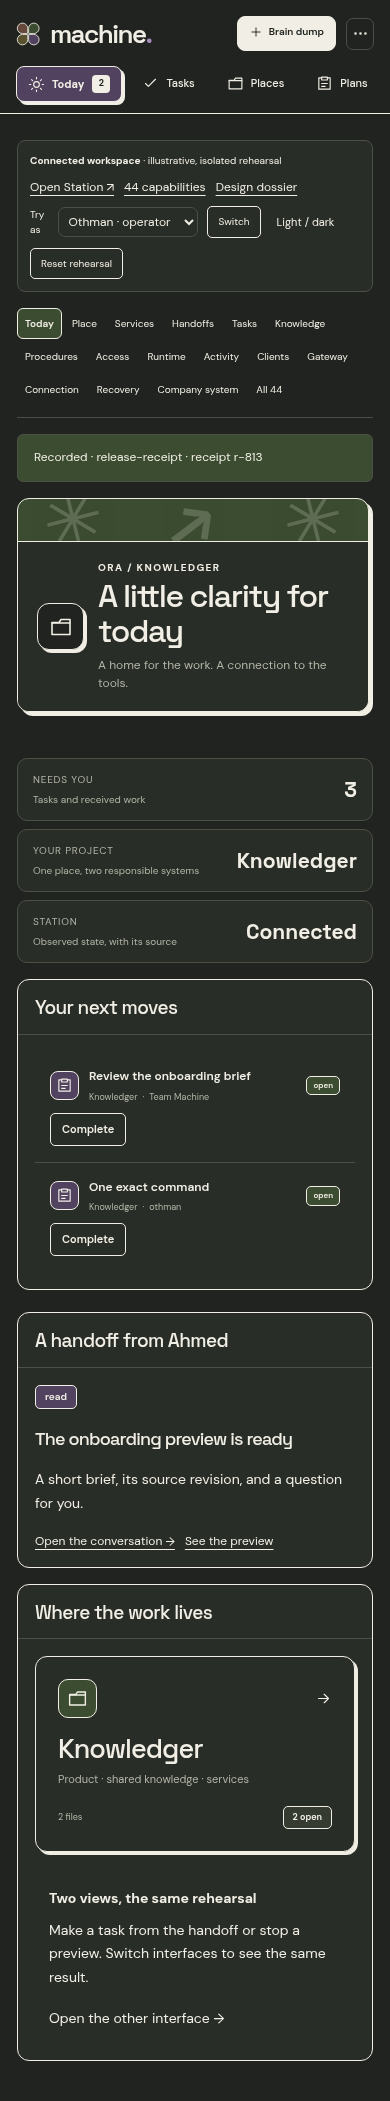 machine.
Brain dump
Today 2
Tasks
Places
Plans
Connected workspace · illustrative, isolated rehearsal
Open Station ↗ 44 capabilities Design dossier
Try as
Othman · operator
Switch
Light / dark
Reset rehearsal
Today Place Services Handoffs Tasks Knowledge
Procedures Access Runtime Activity Clients Gateway
Connection Recovery Company system All 44
Recorded · release-receipt · receipt r-813
ORA / KNOWLEDGER
A little clarity for
today
A home for the work. A connection to the
tools.
NEEDS YOU
Tasks and received work
3
YOUR PROJECT
One place, two responsible systems
Knowledger
STATION
Observed state, with its source
Connected
Your next moves
Review the onboarding brief
Knowledger · Team Machine
open
Complete
One exact command
Knowledger · othman
open
Complete
A handoff from Ahmed
read
The onboarding preview is ready
A short brief, its source revision, and a question
for you.
Open the conversation → See the preview
Where the work lives
→
Knowledger
Product · shared knowledge · services
2 files
2 open
Two views, the same rehearsal
Make a task from the handoff or stop a
preview. Switch interfaces to see the same
result.
Open the other interface →